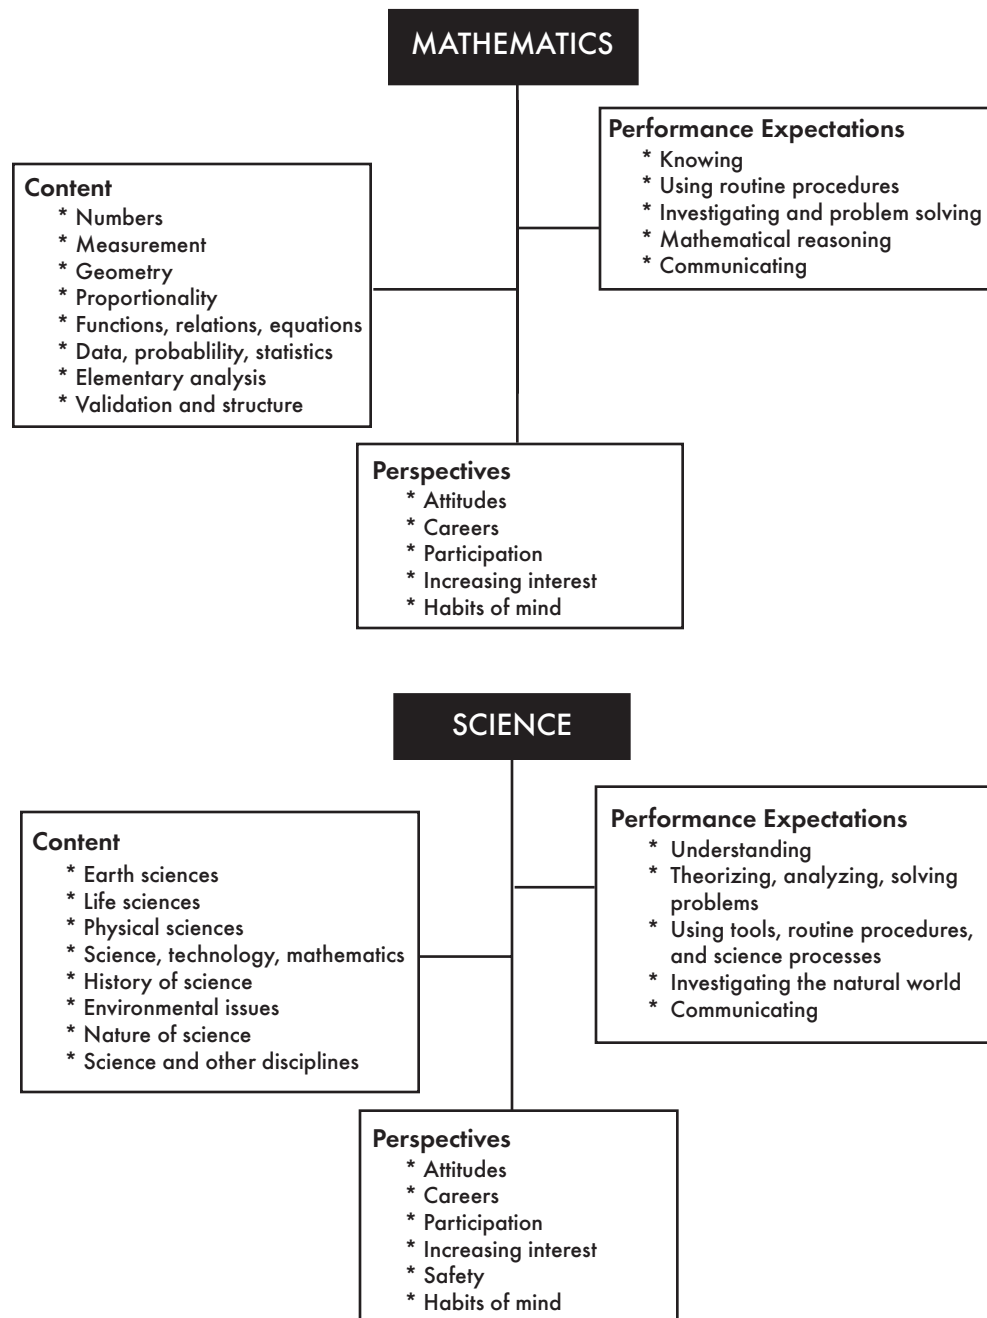 MATHEMATICS
Performance Expectations
* Knowing
* Using routine procedures
* Investigating and problem solving
* Mathematical reasoning
* Communicating
Content
* Numbers
* Measurement
* Geometry
* Proportionality
* Functions, relations, equations
* Data, probablility, statistics
* Elementary analysis
* Validation and structure
Perspectives
* Attitudes
* Careers
* Participation
* Increasing interest
* Habits of mind
SCIENCE
Performance Expectations
* Understanding
* Theorizing, analyzing, solving
problems
* Using tools, routine procedures,
and science processes
* Investigating the natural world
* Communicating
Content
* Earth sciences
* Life sciences
* Physical sciences
* Science, technology, mathematics
* History of science
* Environmental issues
* Nature of science
* Science and other disciplines
Perspectives
* Attitudes
* Careers
* Participation
* Increasing interest
* Safety
* Habits of mind